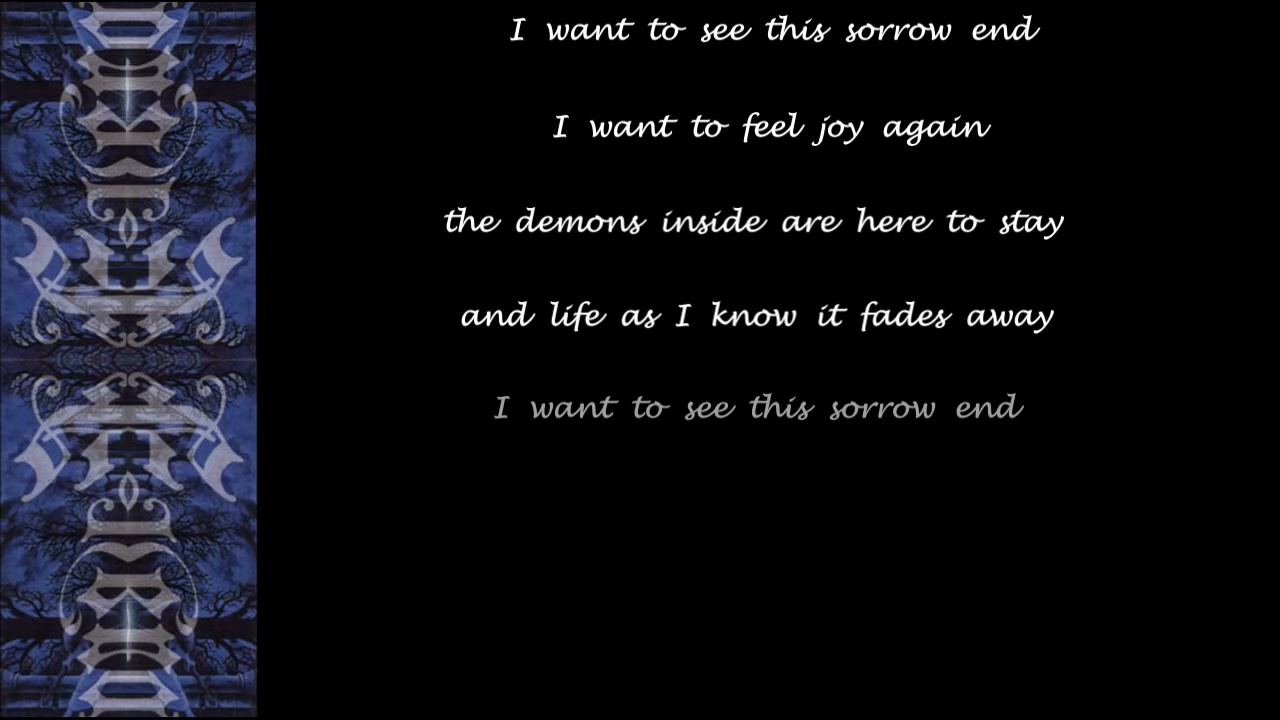 I want to see this sorrow end
I want to feel joy again
the demons inside are here to stay
and life as I know it fades away
I want to see this sorrow end